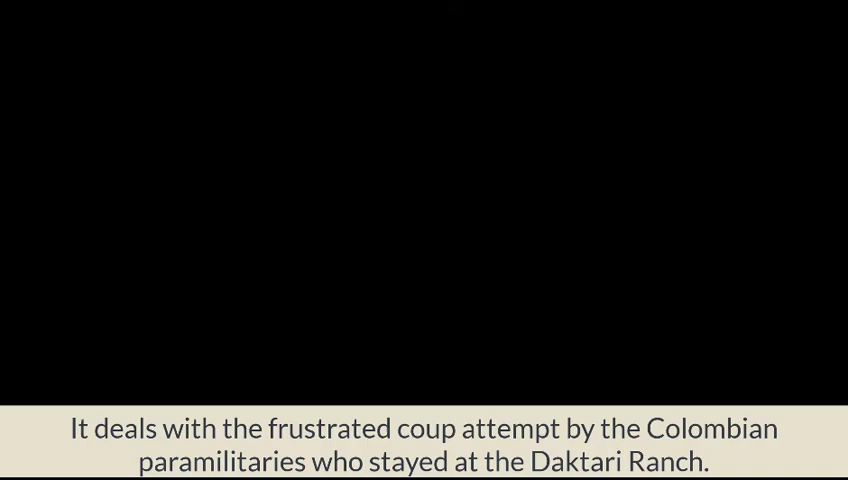 It deals with the frustrated coup attempt by the Colombian
paramilitaries who stayed at the Daktari Ranch.